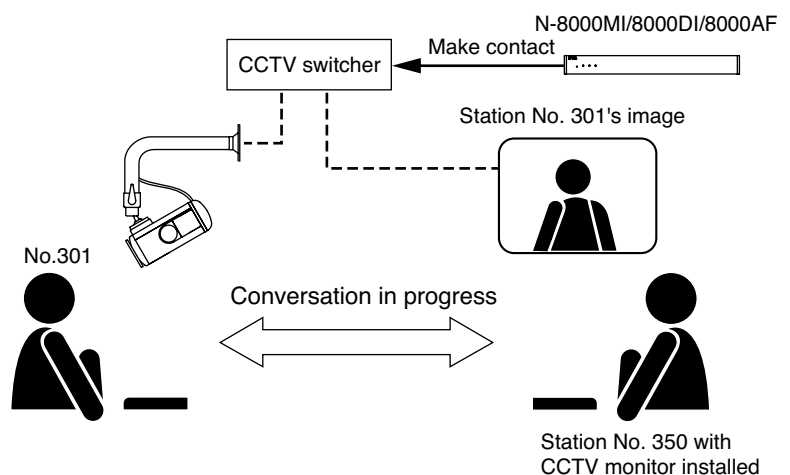 N-8000MI/8000DI/8000AF
Make contact
CCTV switcher
Station No. 301's image
No.301
Conversation in progress
Station No. 350 with
CCTV monitor installed